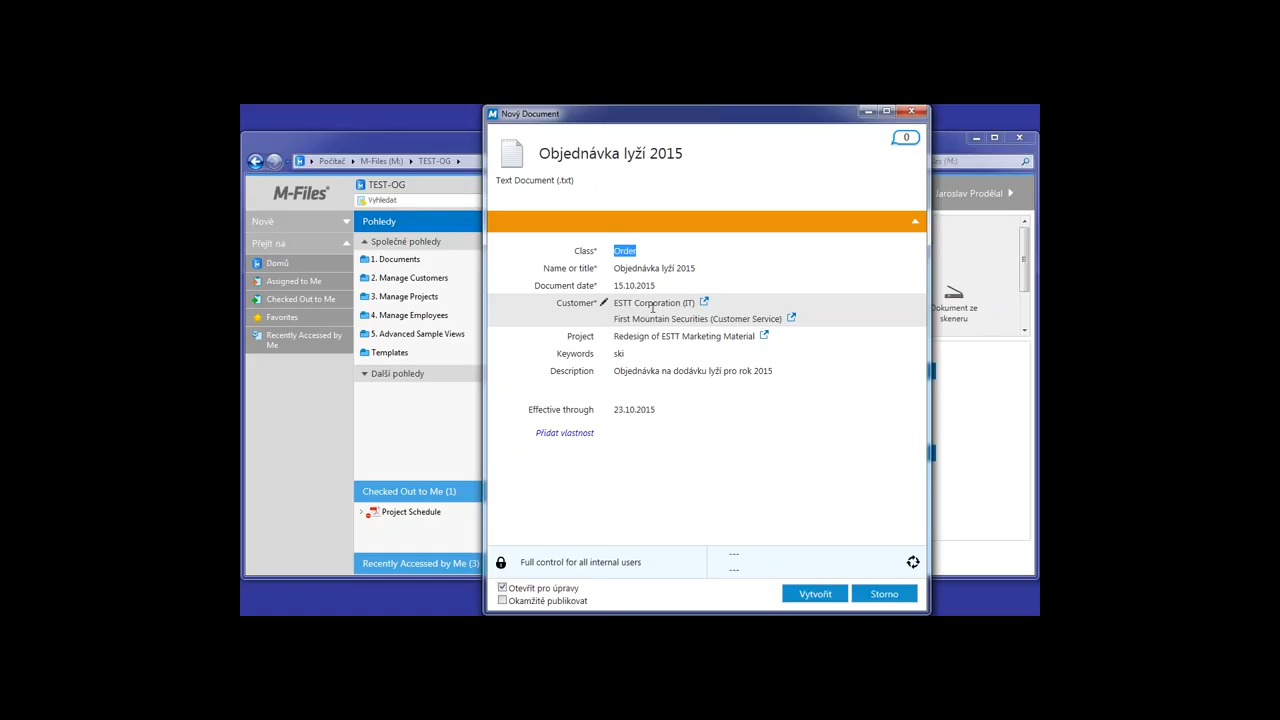 Nový Document
0
Objednávka lyží 2015
Text Document (.txt)
Počítač
M-Files (M:)
TEST-OG
(M:)
M-Files®
TEST-OG
Vyhledat
Jaroslav Prodělal
Nové
Pohledy
Přejít na
Společné pohledy
Domů
1. Documents
Assigned to Me
2. Manage Customers
Checked Out to Me
3. Manage Projects
Favorites
4. Manage Employees
Recently Accessed by Me
5. Advanced Sample Views
Templates
Další pohledy
Checked Out to Me (1)
Project Schedule
Recently Accessed by Me (3)
Class* Order
Name or title* Objednávka lyží 2015
Document date* 15.10.2015
Customer* ESTT Corporation (IT)
First Mountain Securities (Customer Service)
Project Redesign of ESTT Marketing Material
Keywords ski
Description Objednávka na dodávku lyží pro rok 2015
Effective through 23.10.2015
Přidat vlastnost
Full control for all internal users
---
---
Otevřít pro úpravy
Okamžitě publikovat
Vytvořit
Storno
Dokument ze
skeneru